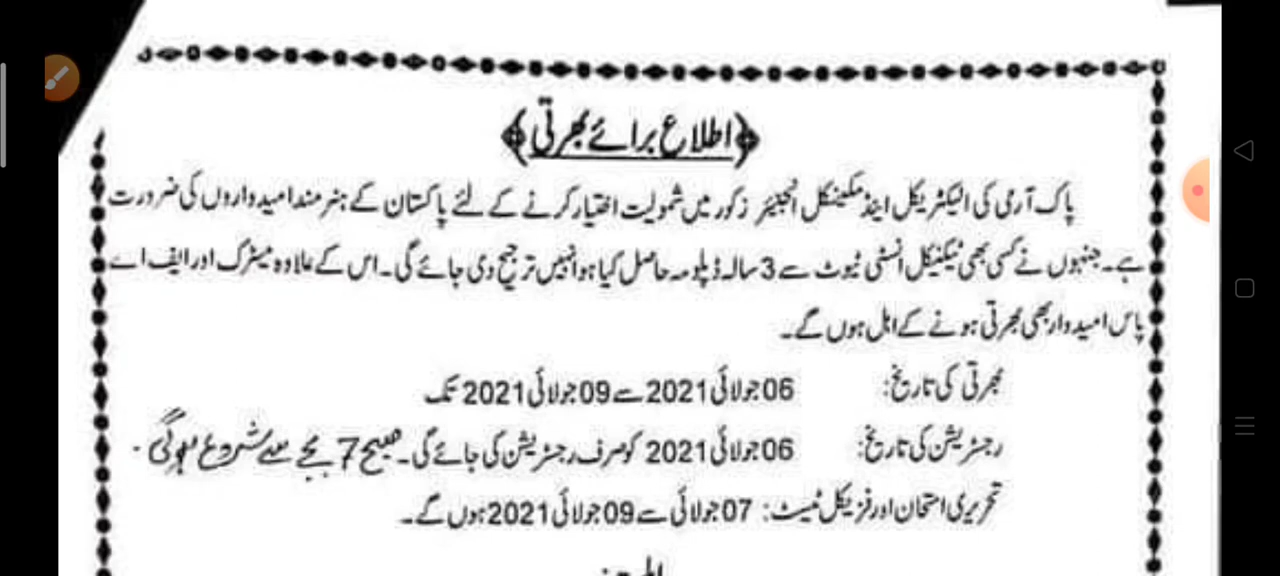 اطلاع برائے بھرتی
پاک آرمی کی الیکٹریکل اینڈ مکینیکل انجینئر زکور میں شمولیت اختیار کرنے کے لئے پاکستان کے ہنر مند امیدواروں کی ضرورت
ہے۔ جنہوں نے کسی بھی ٹیکنیکل انسٹی ٹیوٹ سے 3 سالہ ڈپلومہ حاصل کیا ہو انہیں ترجیح دی جائے گی۔ اس کے علاوہ میٹرک اور ایف اے
پاس امیدوار بھی بھرتی ہونے کے اہل ہوں گے۔
بھرتی کی تاریخ: 06 جولائی 2021 سے 09 جولائی 2021 تک
رجسٹریشن کی تاریخ: 06 جولائی 2021 کو صرف رجسٹریشن کی جائے گی۔ صبح 7 بجے سے شروع ہوگی۔
تحریری امتحان اور فزیکل ٹیسٹ: 07 جولائی سے 09 جولائی 2021 ہوں گے۔